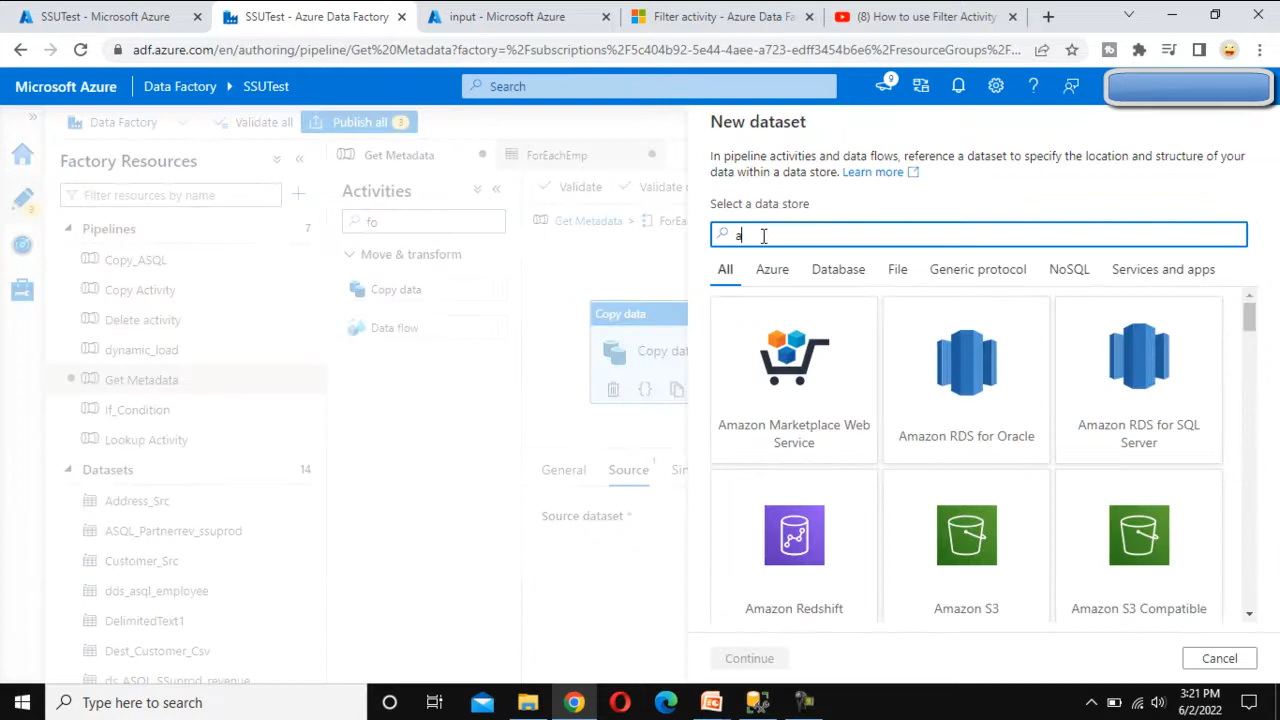 SSUTest - Microsoft Azure
SSUTest - Azure Data Factory
input - Microsoft Azure
Filter activity - Azure Data Fa
(8) How to use Filter Activity
adf.azure.com/en/authoring/pipeline/Get%20Metadata?factory=%2Fsubscriptions%2F5c404b92-5e44-4aee-a723-edff3454b6e6%2FresourceGroups%2F...
Microsoft Azure
Data Factory
SSUTest
Search
9
Data Factory
Validate all
Publish all 3
Get Metadata
ForEachEmp
Factory Resources
Filter resources by name
3
Pipelines 7
Copy_ASQL
Copy Activity
Delete activity
dynamic_load
Get Metadata
If_Condition
Lookup Activity
Datasets 14
Address_Src
ASQL_Partnerrev_ssuprod
Customer_Src
dds_asql_employee
DelimitedText1
Dest_Customer_Csv
ds_ASQL_SSuprod_revenue
Activities
fo
Move & transform
Copy data
Data flow
Validate
Validate c
Get Metadata > ForEa
Copy data
Copy dat
General
Source
Sin
Source dataset *
New dataset
In pipeline activities and data flows, reference a dataset to specify the location and structure of your
data within a data store. Learn more
Select a data store
a
All
Azure
Database
File
Generic protocol
NoSQL
Services and apps
Amazon Marketplace Web
Service
Amazon RDS for Oracle
Amazon RDS for SQL
Server
Amazon Redshift
Amazon S3
Amazon S3 Compatible
Continue
Cancel
Type here to search
3:21 PM
6/2/2022